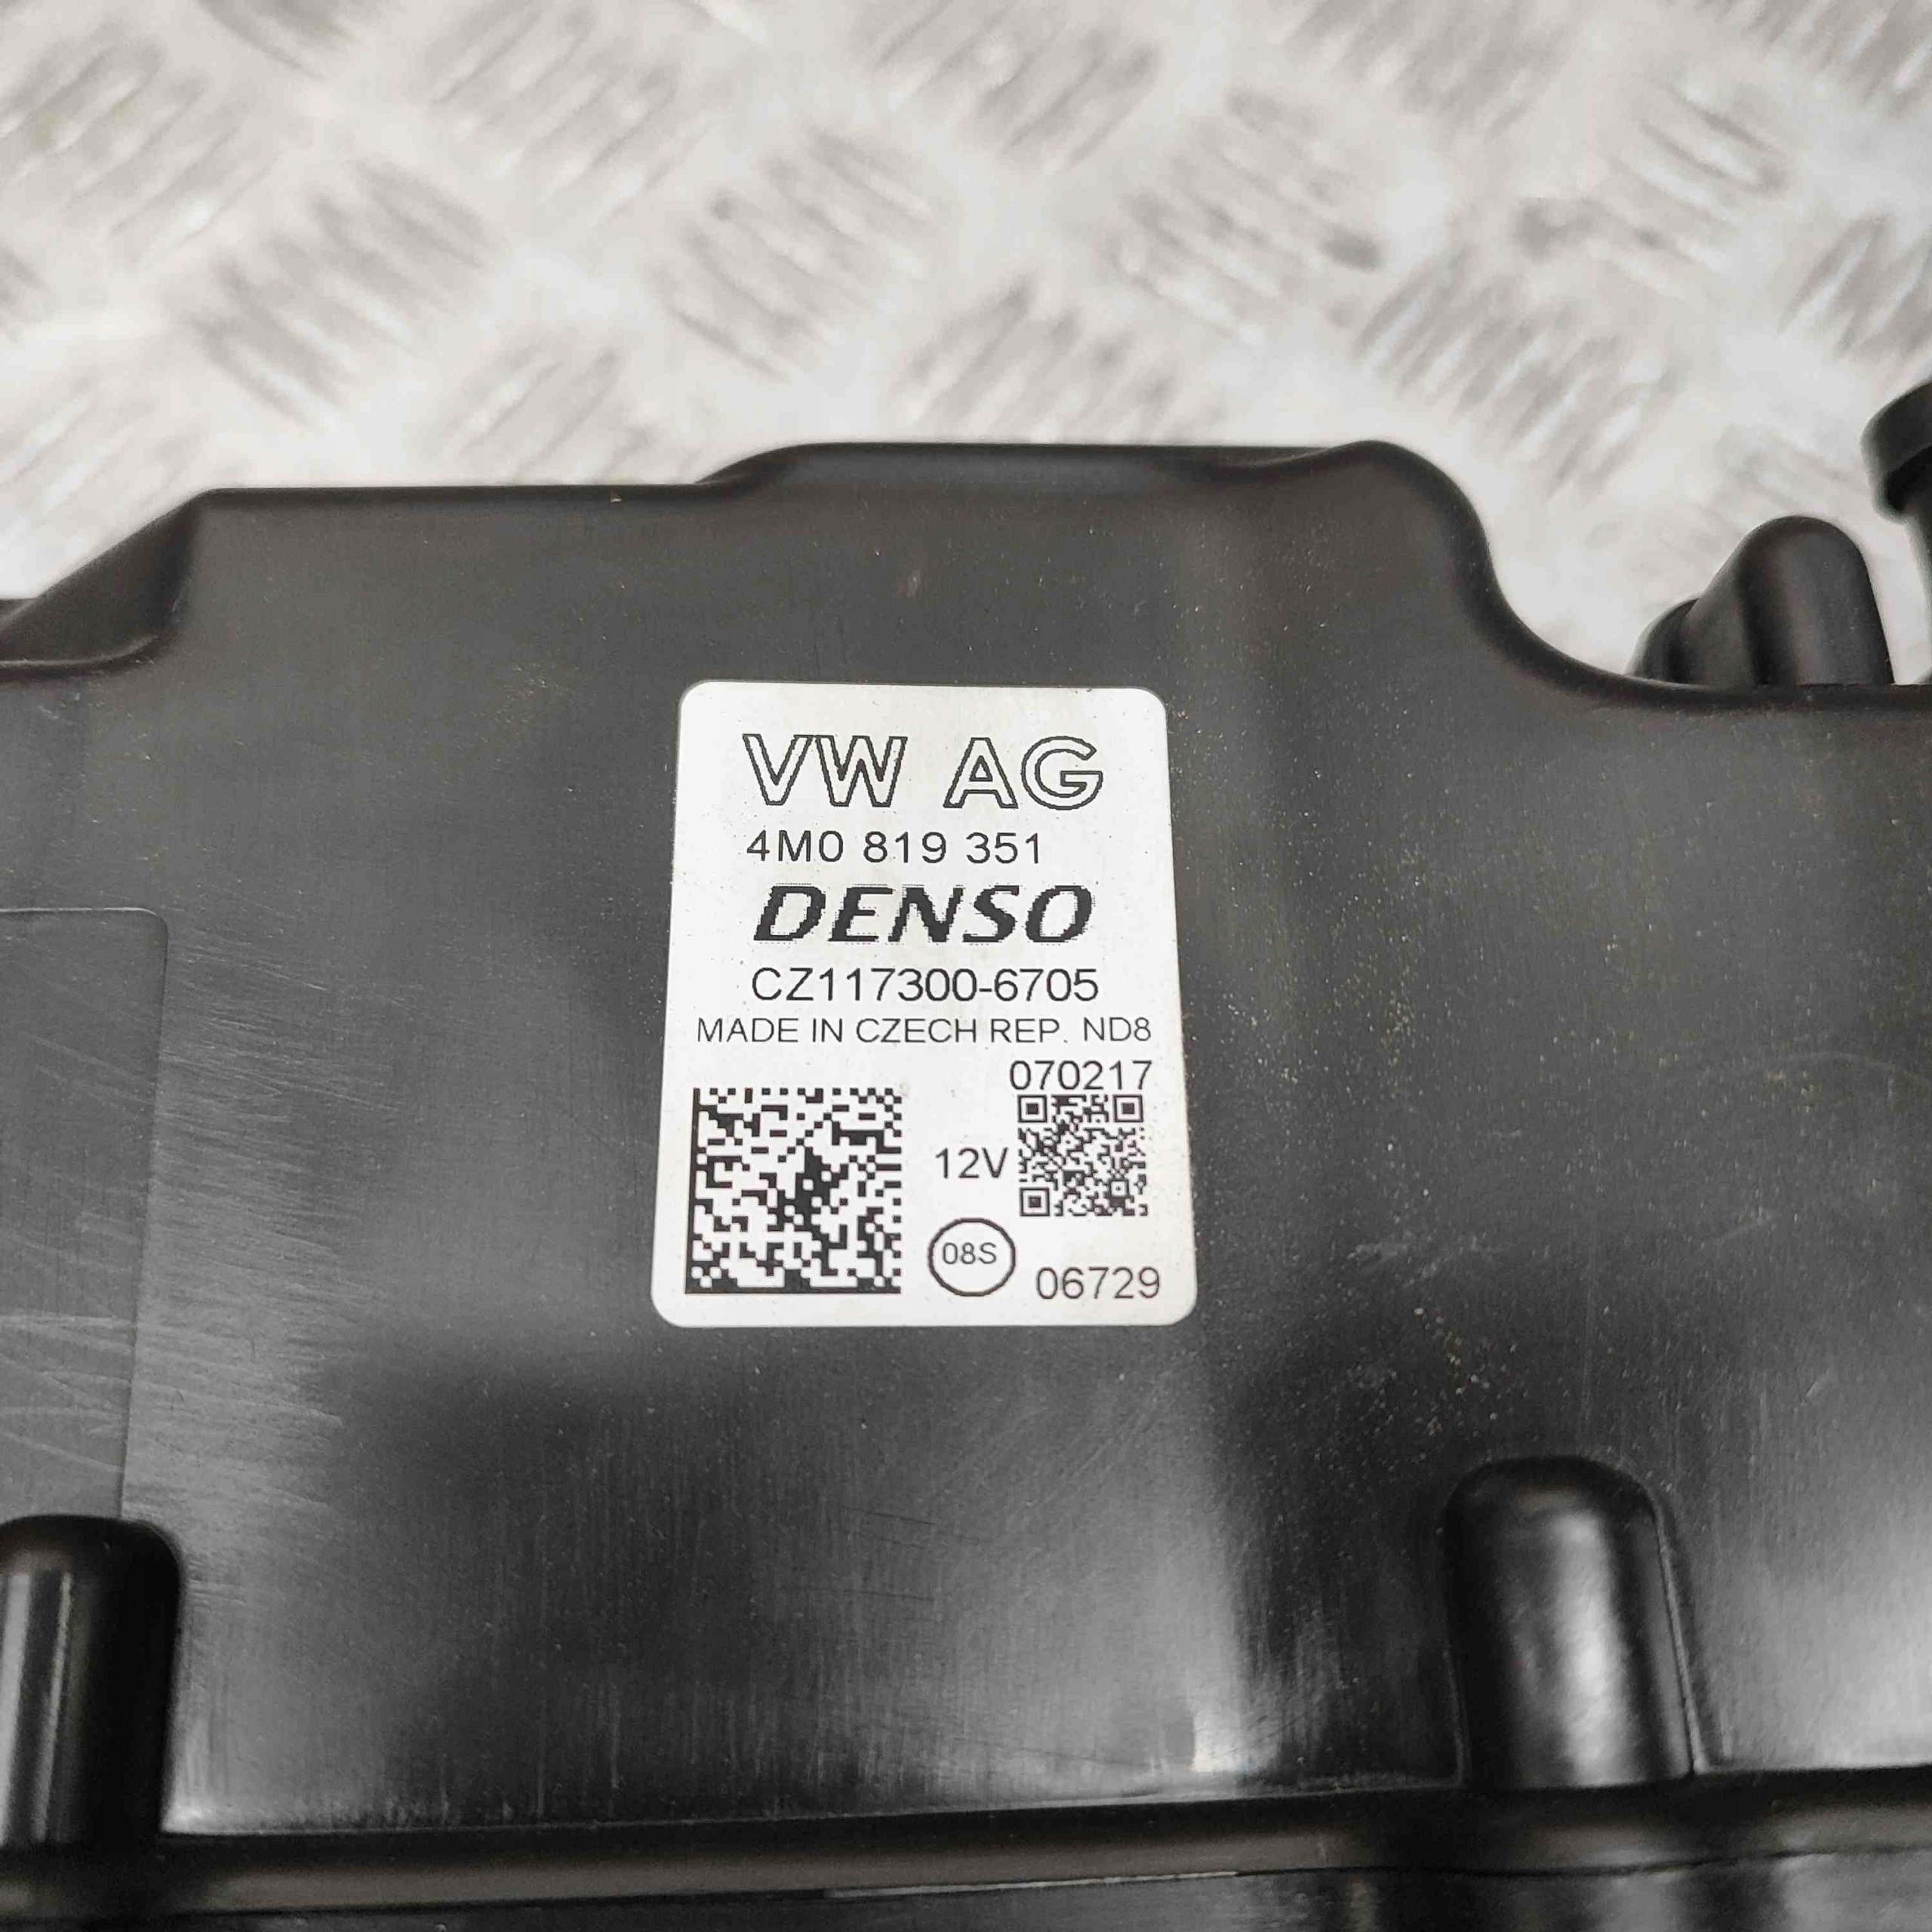 VW AG
4M0 819 351
DENSO
CZ117300-6705
MADE IN CZECH REP. ND8
070217
12V
08S
06729